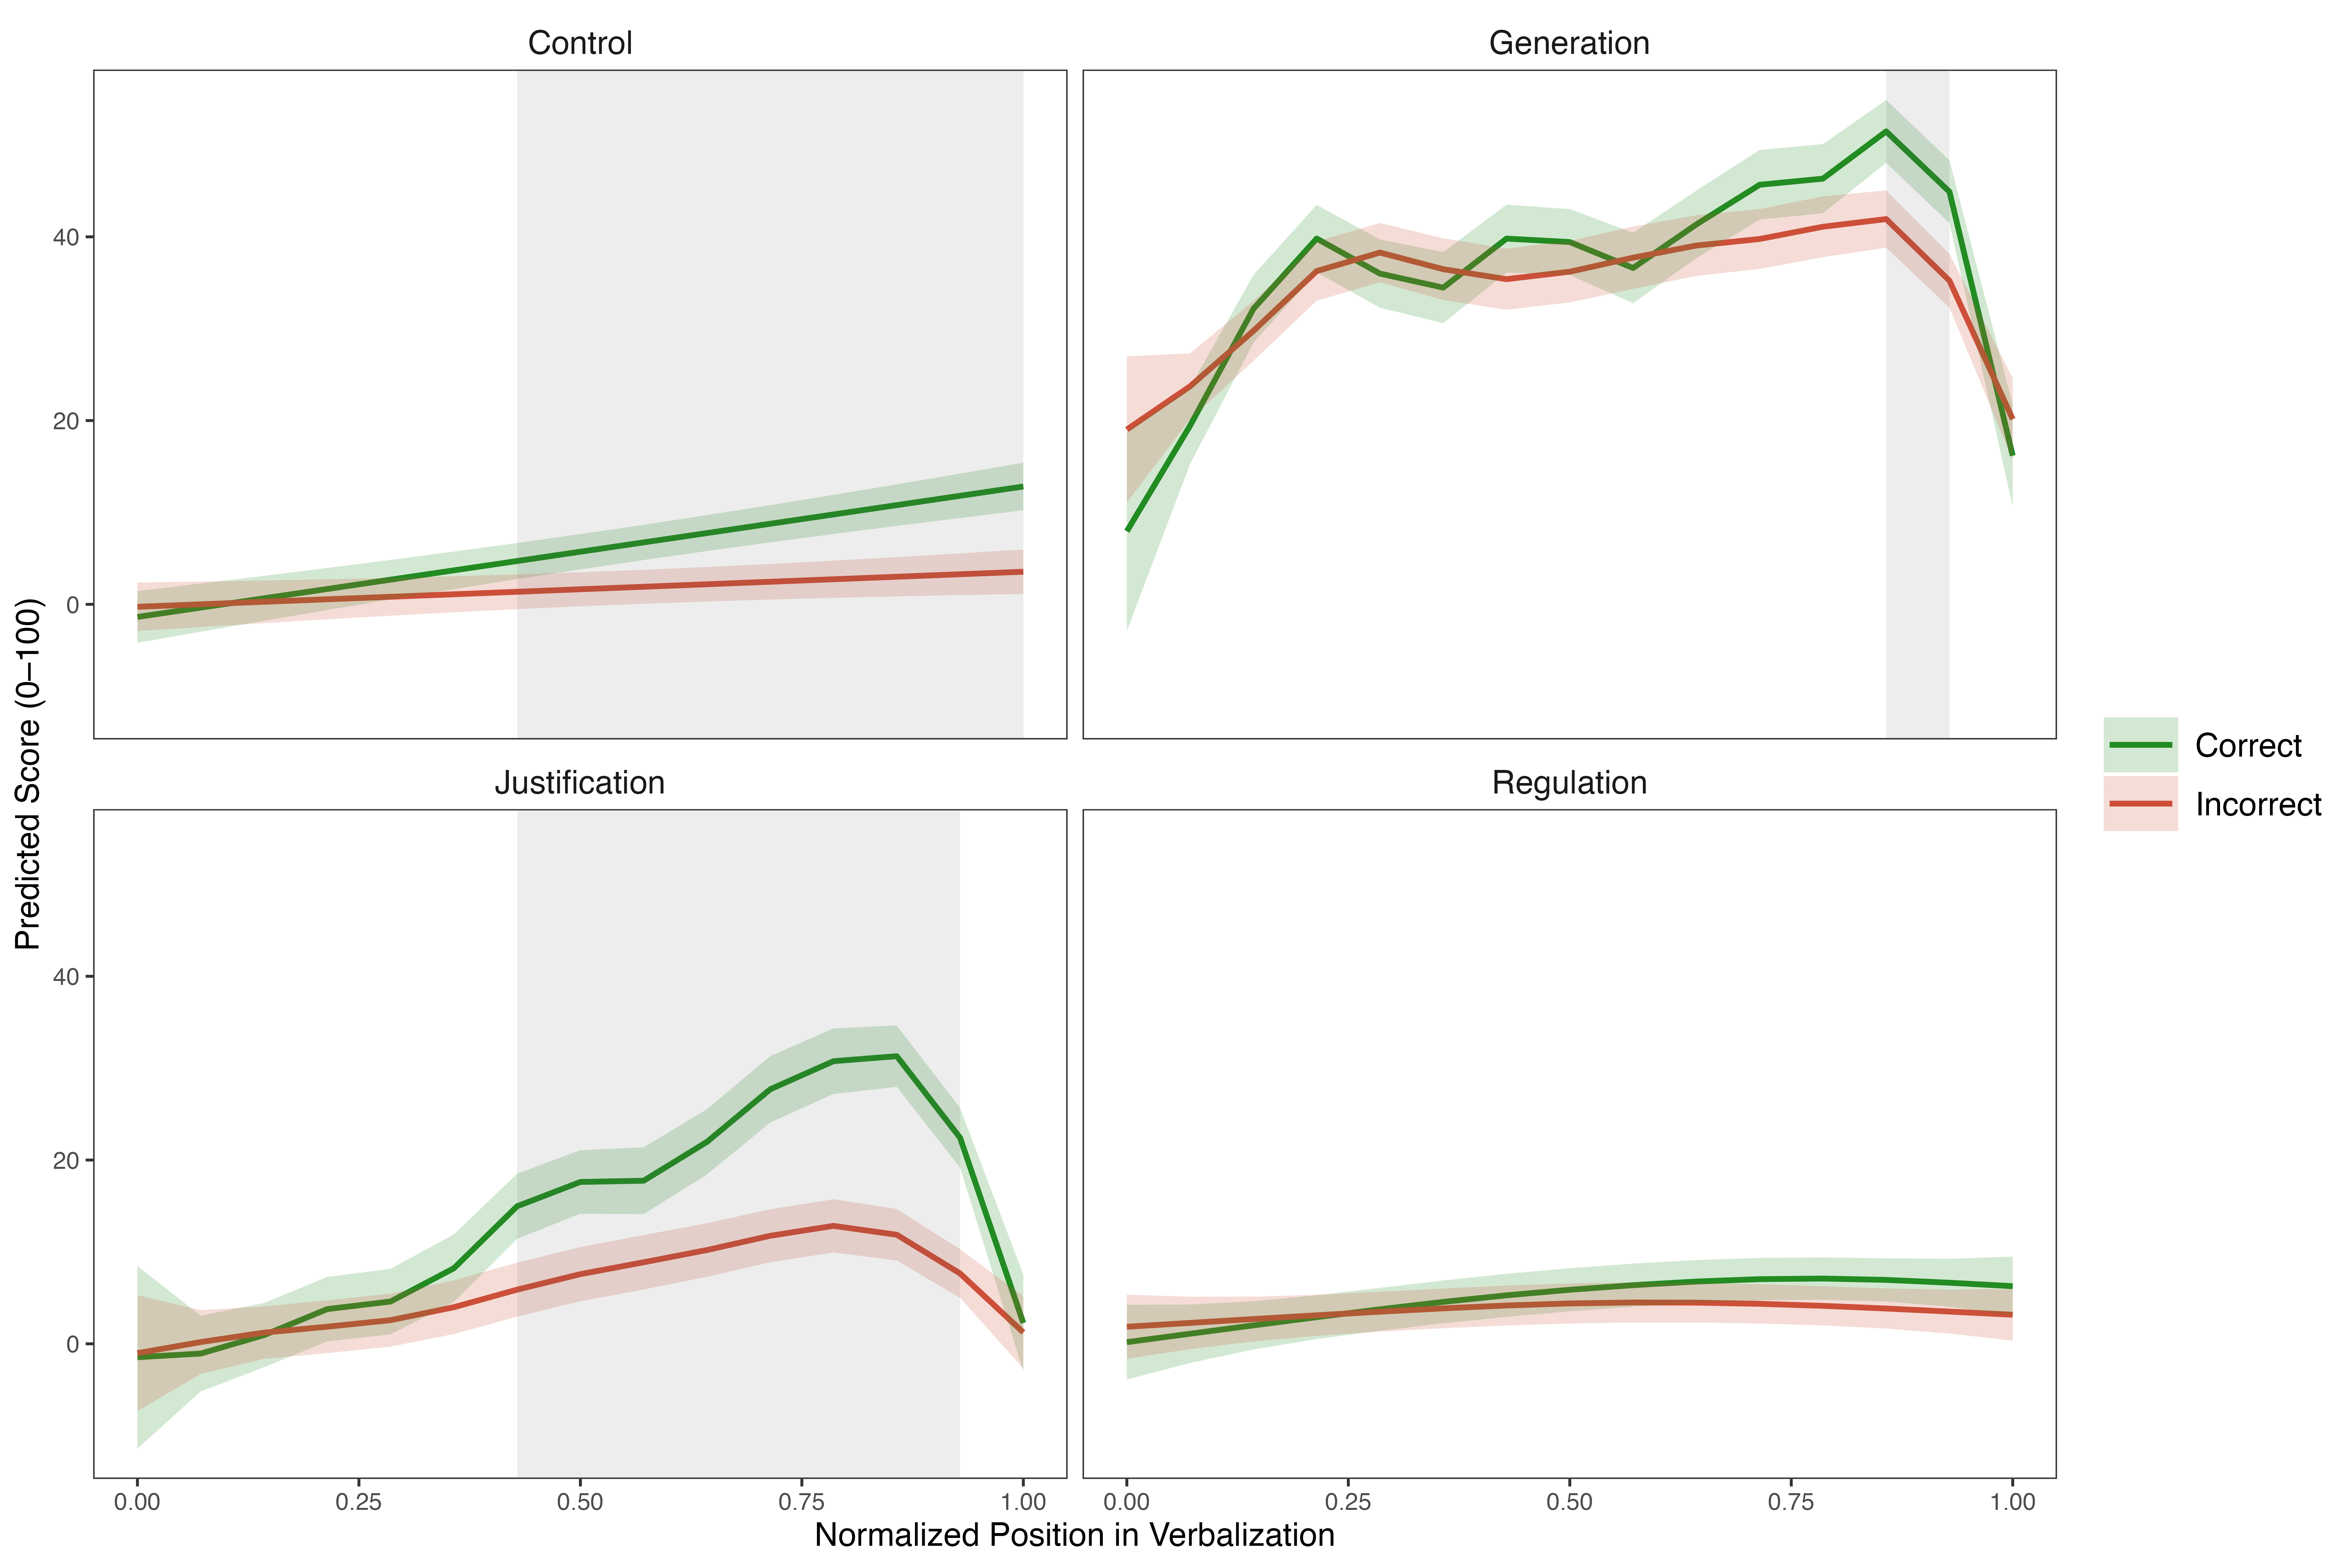 Control
Generation
40
20
0
Justification
Regulation
Correct
Incorrect
Predicted Score (0–100)
40
20
0
0.00 0.25 0.50 0.75 1.00 0.00 0.25 0.50 0.75 1.00
Normalized Position in Verbalization